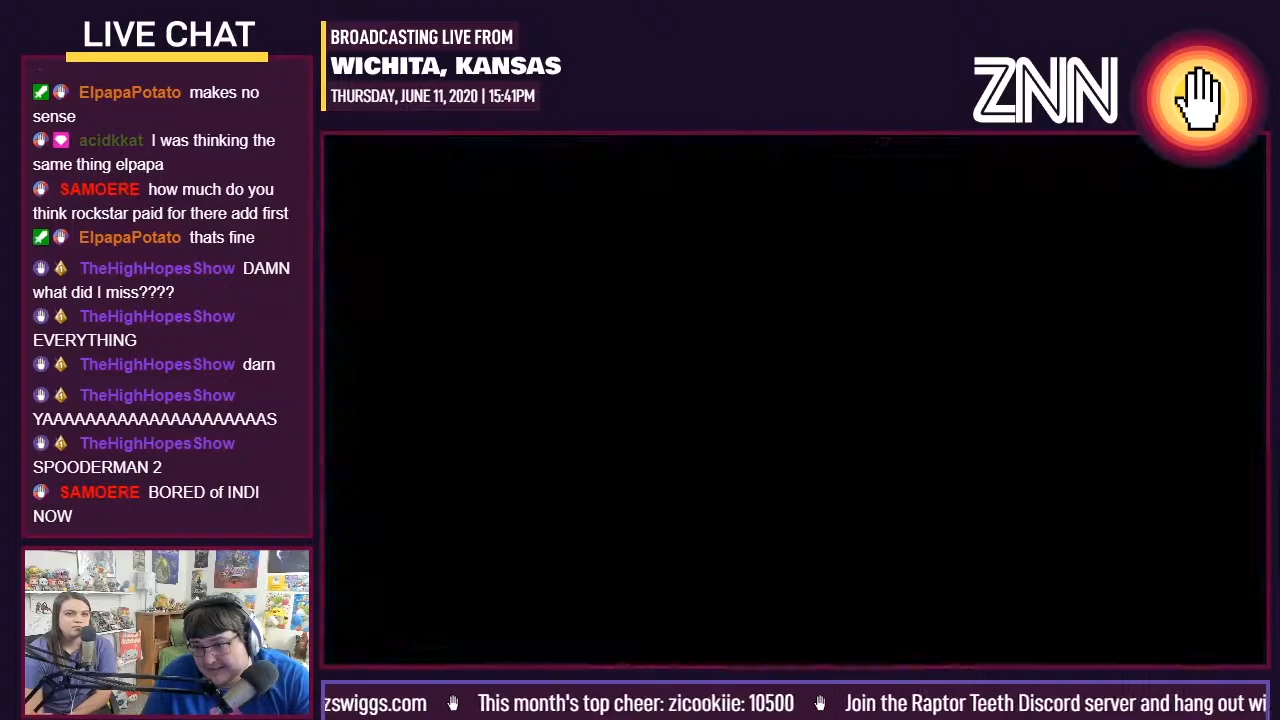 LIVE CHAT
ElpapaPotato makes no
sense
acidkkat I was thinking the
same thing elpapa
SAMOERE how much do you
think rockstar paid for there add first
ElpapaPotato thats fine
TheHighHopesShow DAMN
what did I miss????
TheHighHopesShow
EVERYTHING
TheHighHopesShow darn
TheHighHopesShow
YAAAAAAAAAAAAAAAAAAAAS
TheHighHopesShow
SPOODERMAN 2
SAMOERE BORED of INDI
NOW
BROADCASTING LIVE FROM
WICHITA, KANSAS
THURSDAY, JUNE 11, 2020 | 15:41PM
ZNN
zswiggs.com This month's top cheer: zicookiie: 10500 Join the Raptor Teeth Discord server and hang out wi